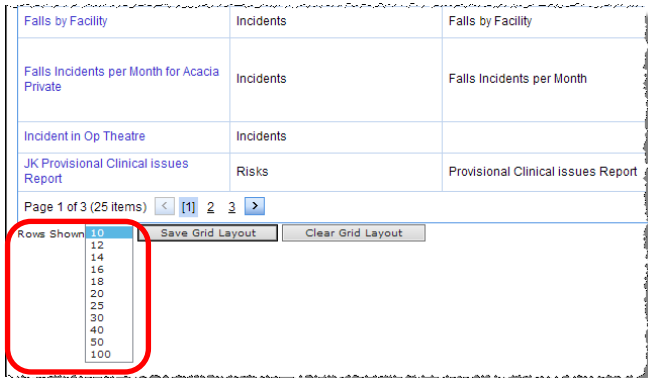 Falls by Facility Incidents Falls by Facility
Falls Incidents per Month for Acacia
Private Incidents Falls Incidents per Month
Incident in Op Theatre Incidents
JK Provisional Clinical issues
Report Risks Provisional Clinical issues Report
Page 1 of 3 (25 items) < [1] 2 3 >
Rows Shown 10 Save Grid Layout Clear Grid Layout
12
14
16
18
20
25
30
40
50
100